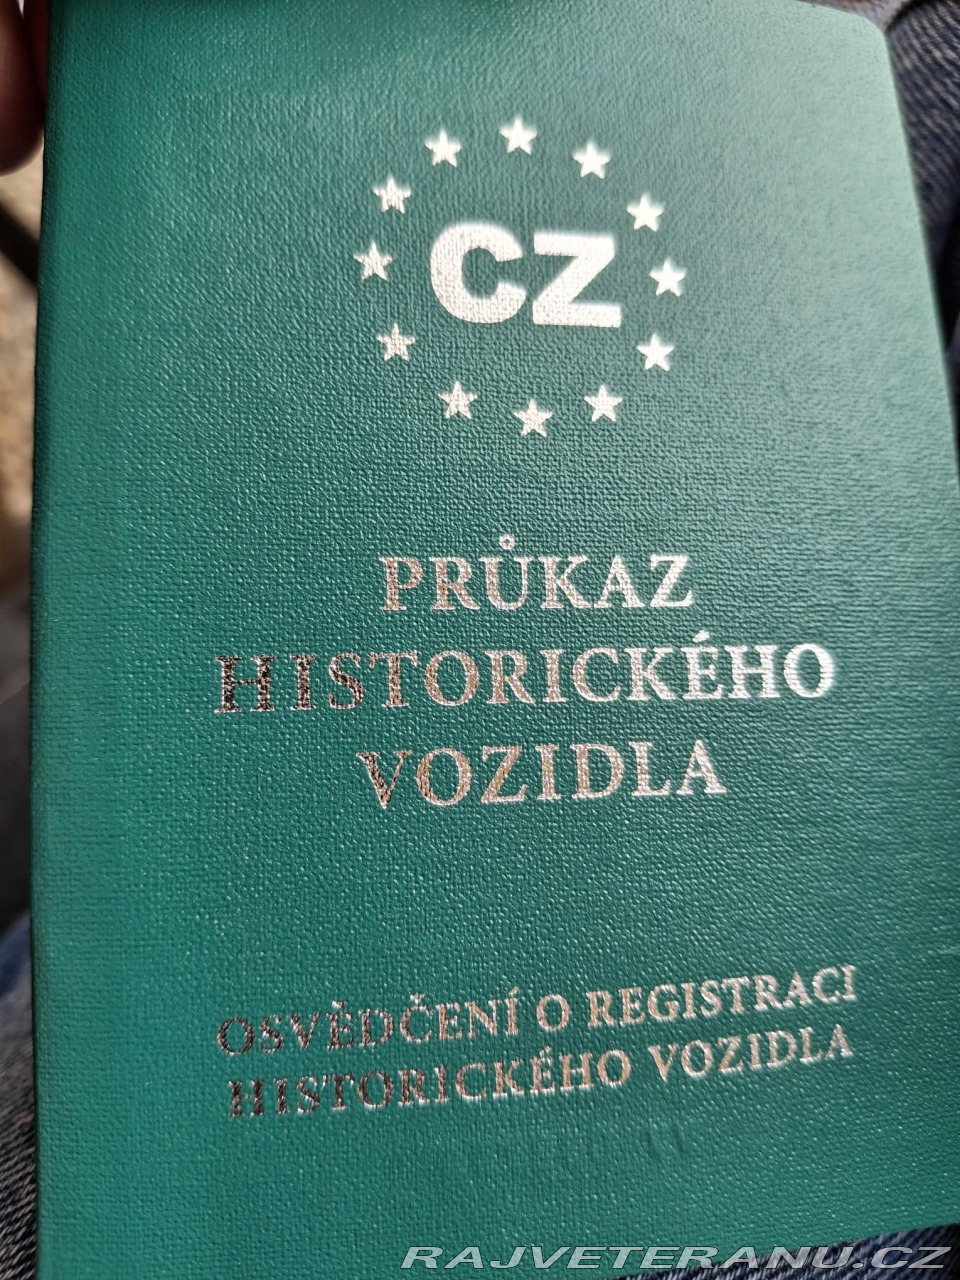 CZ
PRŮKAZ
HISTORICKÉHO
VOZIDLA
OSVĚDČENÍ O REGISTRACI
HISTORICKÉHO VOZIDLA
RAJVETERANU.CZ